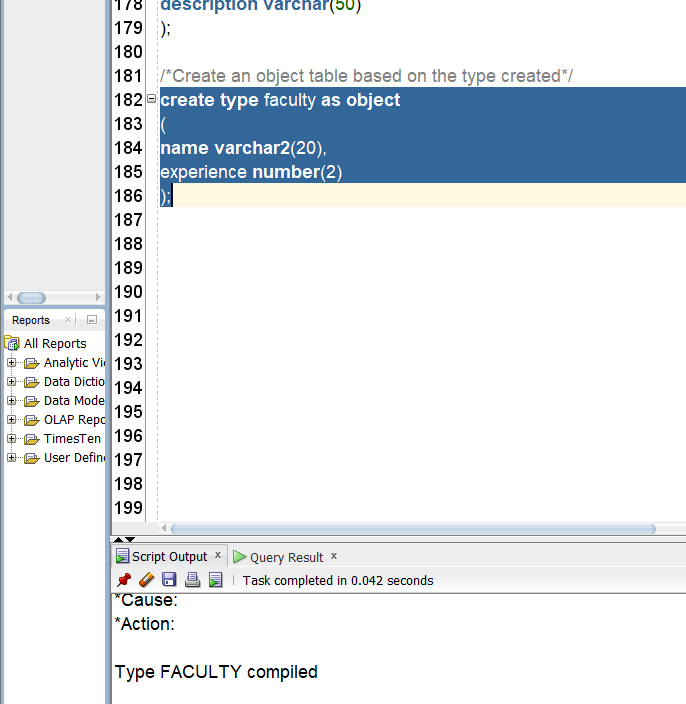 178 description varchar(50)
179 );
180
181 /*Create an object table based on the type created*/
182 create type faculty as object
183 (
184 name varchar2(20),
185 experience number(2)
186 );
187
188
189
190
191
192
193
194
195
196
197
198
199
Reports
All Reports
Analytic Vi
Data Dictio
Data Mode
OLAP Repo
TimesTen
User Define
Script Output x
Query Result x
Task completed in 0.042 seconds
*Cause:
*Action:
Type FACULTY compiled